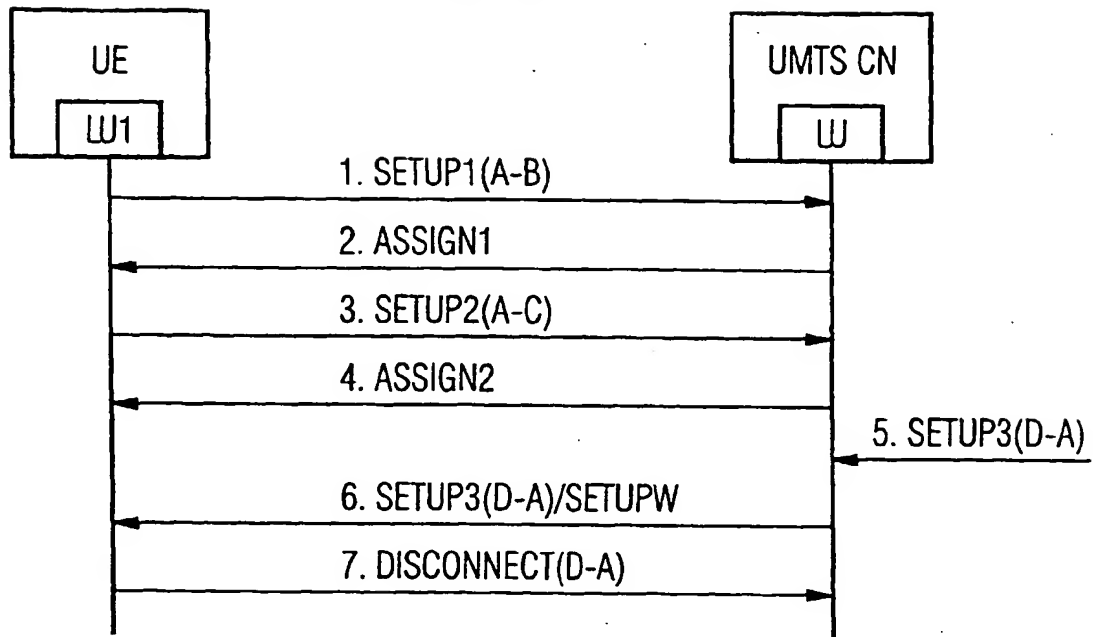 UE
UMTS CN
LU1
LU
1. SETUP1(A-B)
2. ASSIGN1
3. SETUP2(A-C)
4. ASSIGN2
5. SETUP3(D-A)
6. SETUP3(D-A)/SETUPW
7. DISCONNECT(D-A)